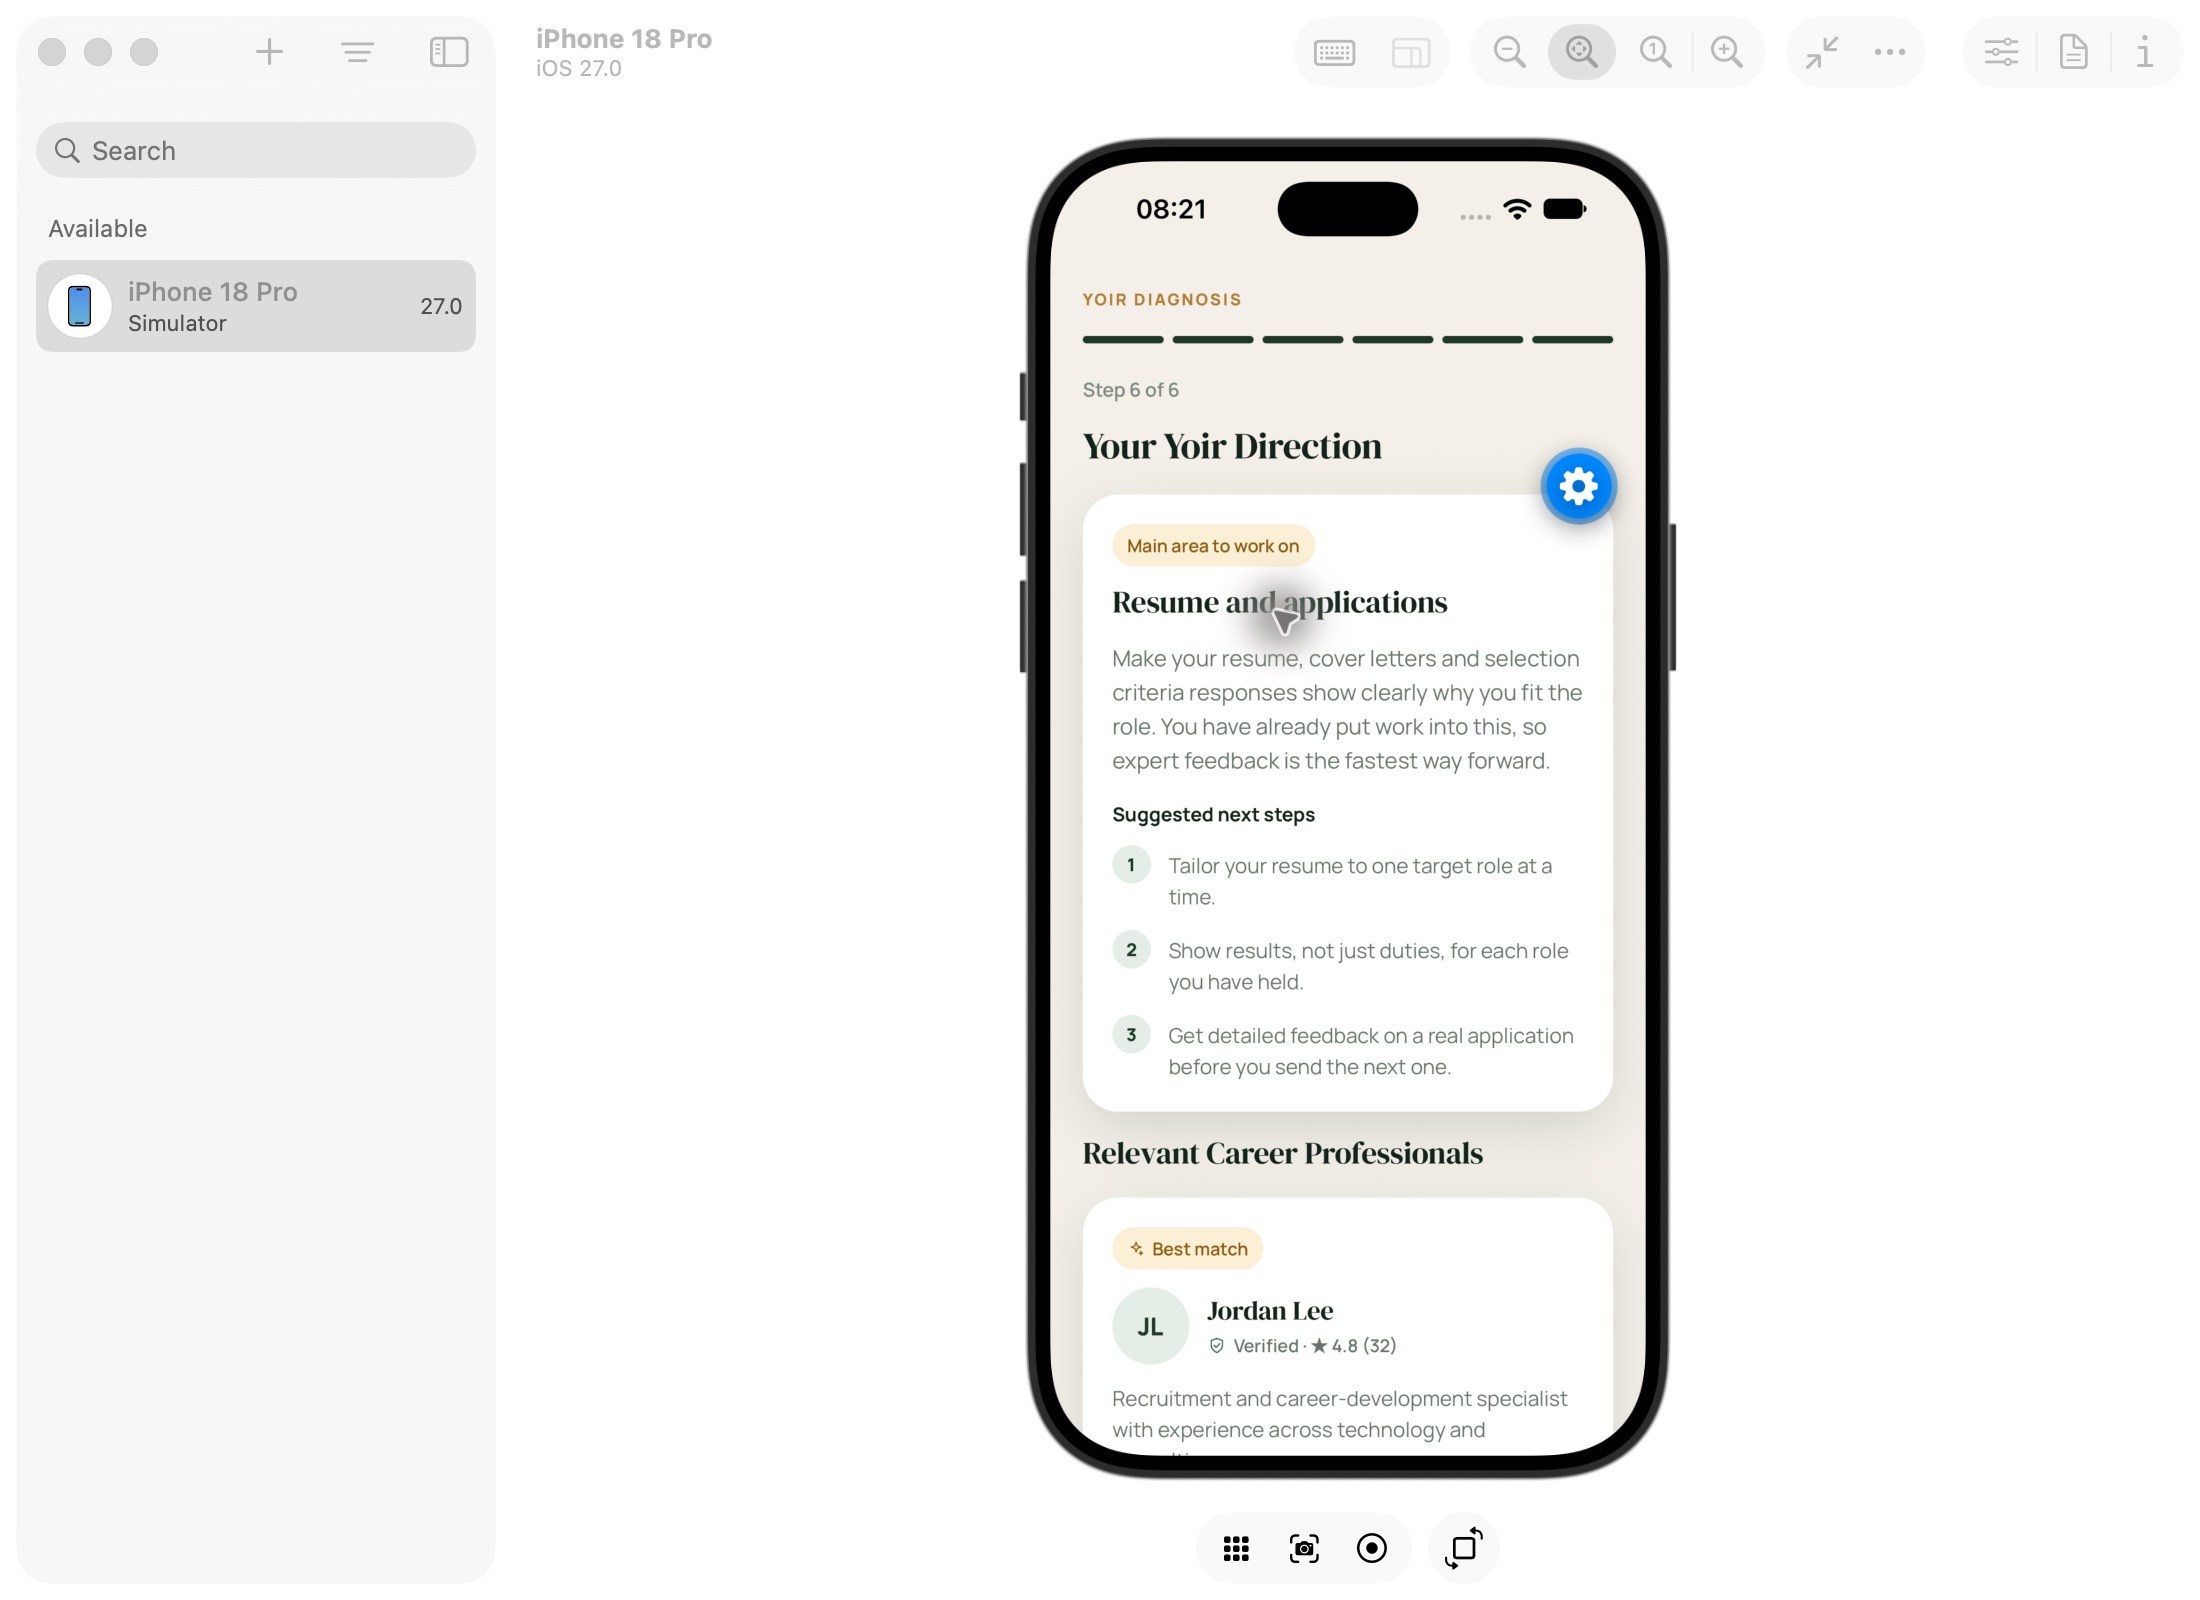 iPhone 18 Pro
iOS 27.0
Search
Available
iPhone 18 Pro
Simulator
27.0
08:21
YOIR DIAGNOSIS
Step 6 of 6
Your Yoir Direction
Main area to work on
Resume and applications
Make your resume, cover letters and selection
criteria responses show clearly why you fit the
role. You have already put work into this, so
expert feedback is the fastest way forward.
Suggested next steps
1 Tailor your resume to one target role at a
time.
2 Show results, not just duties, for each role
you have held.
3 Get detailed feedback on a real application
before you send the next one.
Relevant Career Professionals
Best match
JL
Jordan Lee
Verified · ★ 4.8 (32)
Recruitment and career-development specialist
with experience across technology and